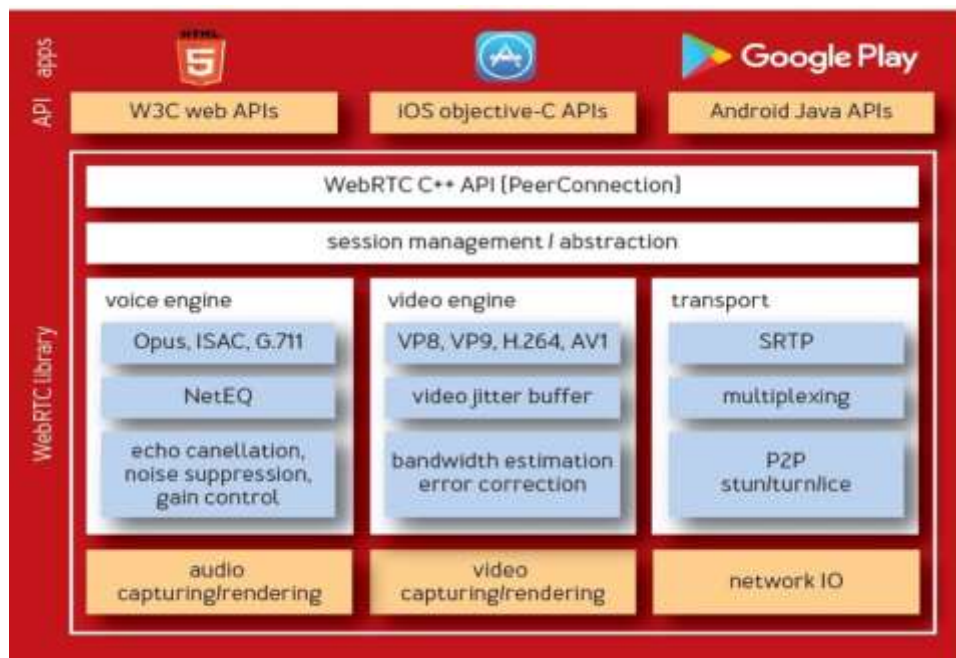 HTML
5
Google Play
apps
API
W3C web APIs
iOS objective-C APIs
Android Java APIs
WebRTC library
WebRTC C++ API [PeerConnection]
session management / abstraction
voice engine
Opus, ISAC, G.711
NetEQ
echo canellation,
noise suppression,
gain control
video engine
VP8, VP9, H.264, AV1
video jitter buffer
bandwidth estimation
error correction
transport
SRTP
multiplexing
P2P
stun/turn/ice
audio
capturing/rendering
video
capturing/rendering
network IO